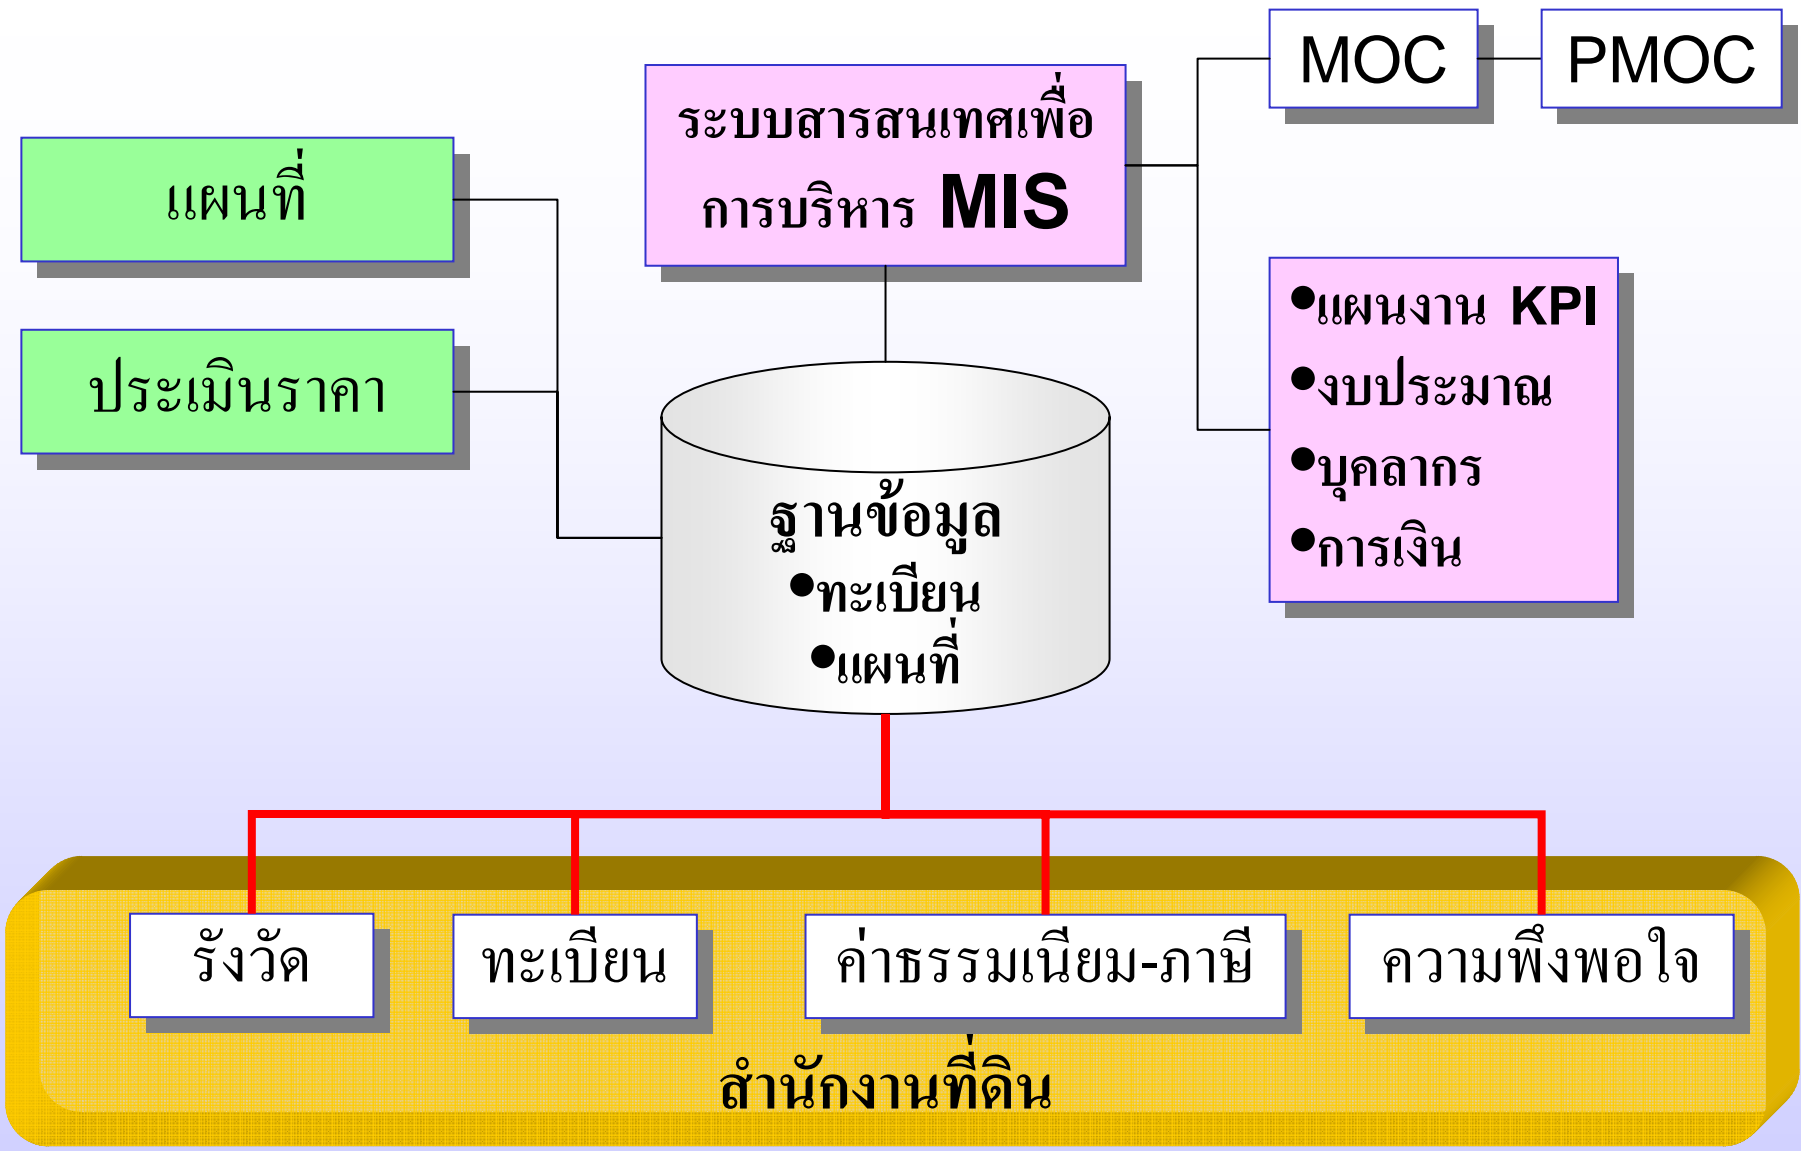 MOC
PMOC
ระบบสารสนเทศเพื่อ
การบริหาร MIS
แผนที่
ประเมินราคา
•แผนงาน KPI
•งบประมาณ
•บุคลากร
•การเงิน
ฐานข้อมูล
•ทะเบียน
•แผนที่
รังวัด
ทะเบียน
ค่าธรรมเนียม-ภาษี
ความพึงพอใจ
สำนักงานที่ดิน